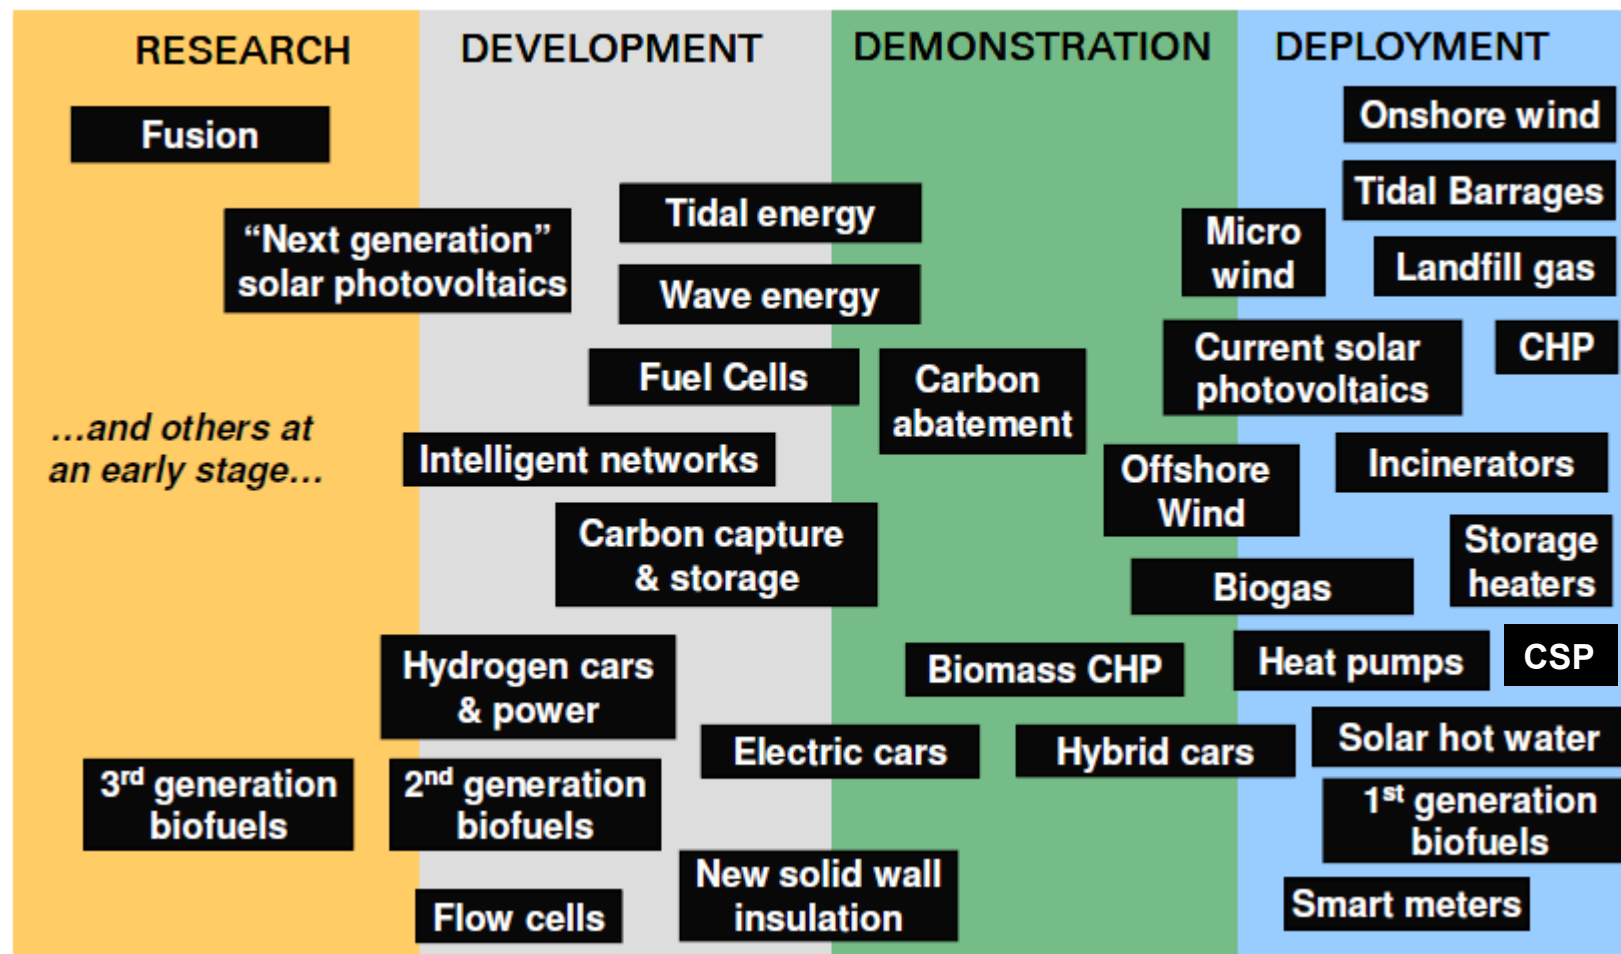 RESEARCH
DEVELOPMENT
DEMONSTRATION
DEPLOYMENT
Fusion
“Next generation”
solar photovoltaics
…and others at
an early stage…
3rd generation
biofuels
Tidal energy
Wave energy
Fuel Cells
Intelligent networks
Carbon capture
& storage
Hydrogen cars
& power
2nd generation
biofuels
Flow cells
Electric cars
New solid wall
insulation
Carbon
abatement
Biomass CHP
Hybrid cars
Micro
wind
Current solar
photovoltaics
Offshore
Wind
Biogas
Heat pumps
Onshore wind
Tidal Barrages
Landfill gas
CHP
Incinerators
Storage
heaters
CSP
Solar hot water
1st generation
biofuels
Smart meters